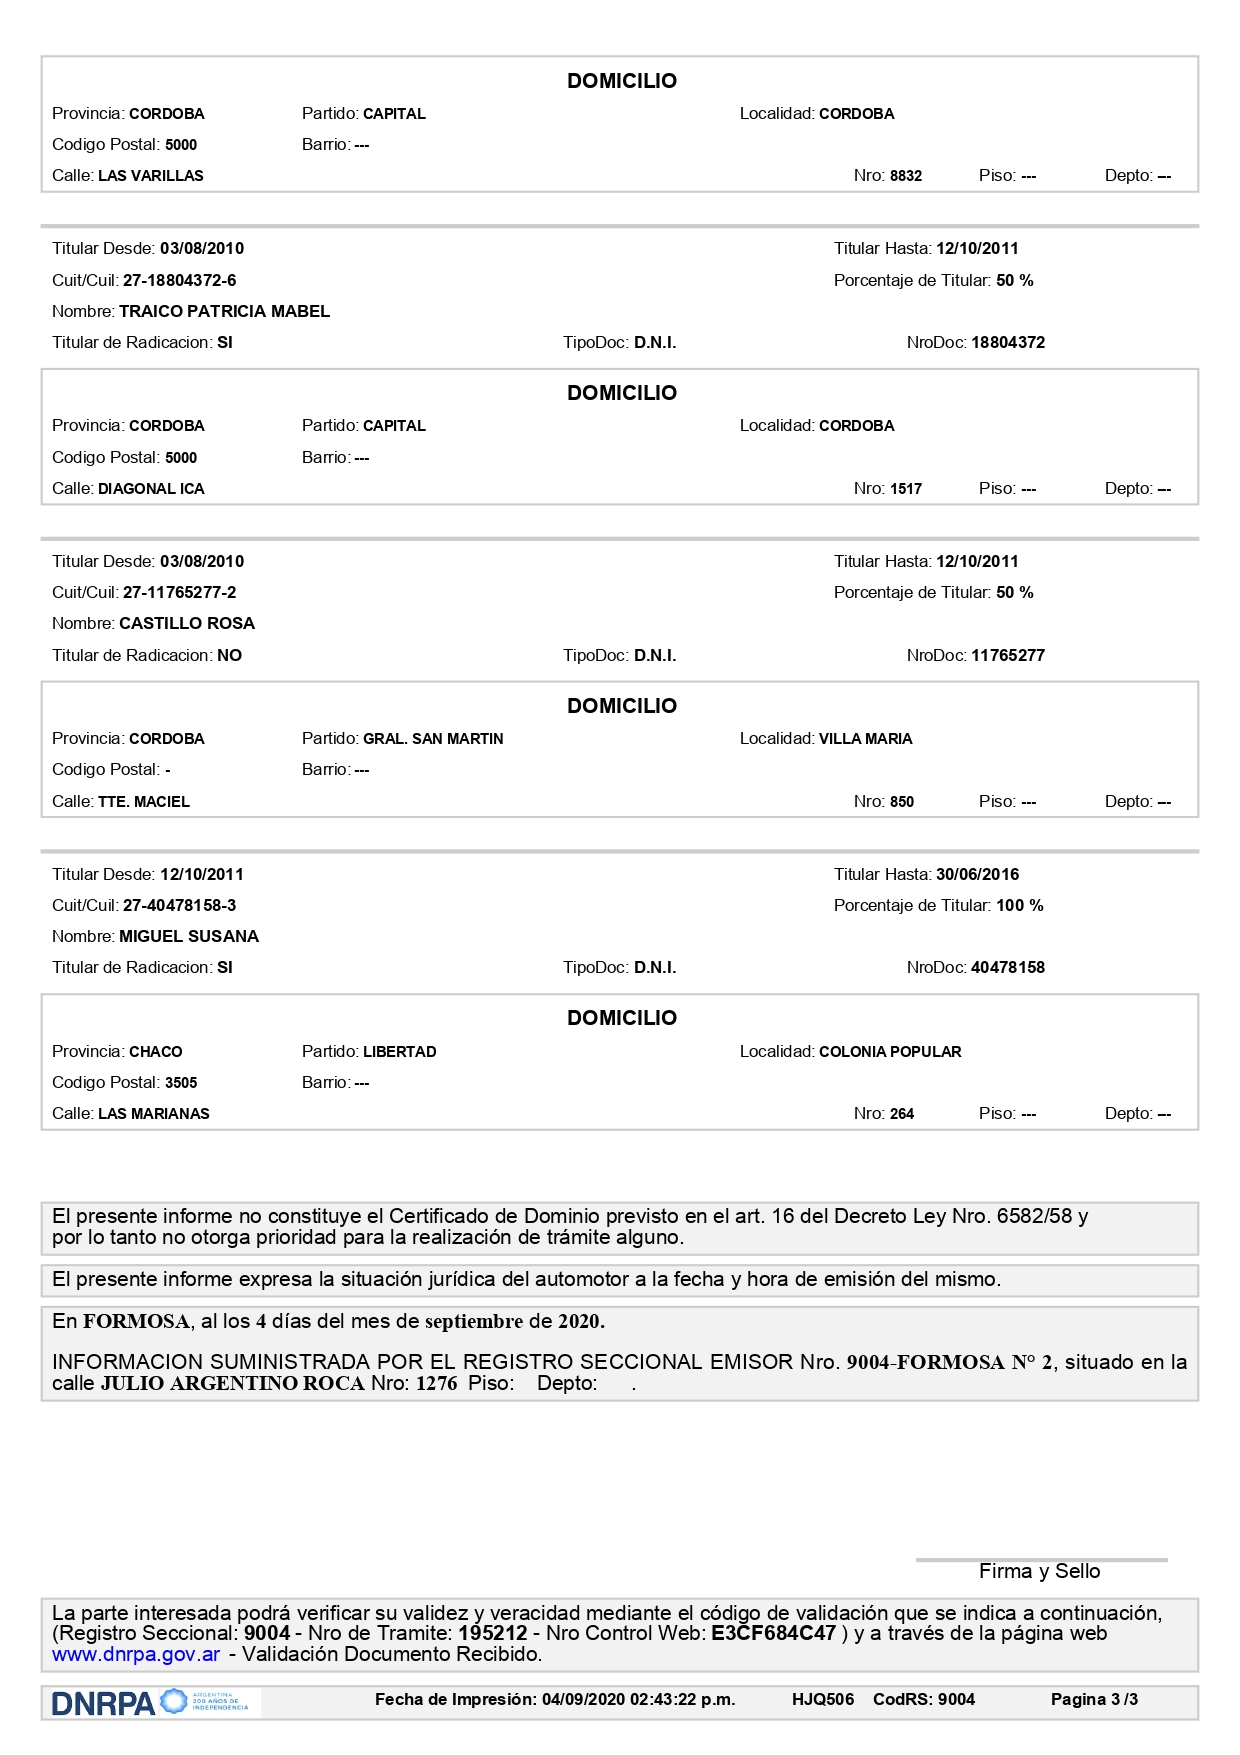 DOMICILIO
Provincia: CORDOBA Partido: CAPITAL Localidad: CORDOBA
Codigo Postal: 5000 Barrio: ---
Calle: LAS VARILLAS Nro: 8832 Piso: --- Depto: ---
Titular Desde: 03/08/2010 Titular Hasta: 12/10/2011
Cuit/Cuil: 27-18804372-6 Porcentaje de Titular: 50 %
Nombre: TRAICO PATRICIA MABEL
Titular de Radicacion: SI TipoDoc: D.N.I. NroDoc: 18804372
DOMICILIO
Provincia: CORDOBA Partido: CAPITAL Localidad: CORDOBA
Codigo Postal: 5000 Barrio: ---
Calle: DIAGONAL ICA Nro: 1517 Piso: --- Depto: ---
Titular Desde: 03/08/2010 Titular Hasta: 12/10/2011
Cuit/Cuil: 27-11765277-2 Porcentaje de Titular: 50 %
Nombre: CASTILLO ROSA
Titular de Radicacion: NO TipoDoc: D.N.I. NroDoc: 11765277
DOMICILIO
Provincia: CORDOBA Partido: GRAL. SAN MARTIN Localidad: VILLA MARIA
Codigo Postal: - Barrio: ---
Calle: TTE. MACIEL Nro: 850 Piso: --- Depto: ---
Titular Desde: 12/10/2011 Titular Hasta: 30/06/2016
Cuit/Cuil: 27-40478158-3 Porcentaje de Titular: 100 %
Nombre: MIGUEL SUSANA
Titular de Radicacion: SI TipoDoc: D.N.I. NroDoc: 40478158
DOMICILIO
Provincia: CHACO Partido: LIBERTAD Localidad: COLONIA POPULAR
Codigo Postal: 3505 Barrio: ---
Calle: LAS MARIANAS Nro: 264 Piso: --- Depto: ---
El presente informe no constituye el Certificado de Dominio previsto en el art. 16 del Decreto Ley Nro. 6582/58 y
por lo tanto no otorga prioridad para la realización de trámite alguno.
El presente informe expresa la situación jurídica del automotor a la fecha y hora de emisión del mismo.
En FORMOSA, al los 4 días del mes de septiembre de 2020.
INFORMACION SUMINISTRADA POR EL REGISTRO SECCIONAL EMISOR Nro. 9004-FORMOSA N° 2, situado en la
calle JULIO ARGENTINO ROCA Nro: 1276 Piso: Depto: .
Firma y Sello
La parte interesada podrá verificar su validez y veracidad mediante el código de validación que se indica a continuación,
(Registro Seccional: 9004 - Nro de Tramite: 195212 - Nro Control Web: E3CF684C47 ) y a través de la página web
www.dnrpa.gov.ar - Validación Documento Recibido.
DNRPA ARGENTINA 200 AÑOS DE INDEPENDENCIA Fecha de Impresión: 04/09/2020 02:43:22 p.m. HJQ506 CodRS: 9004 Pagina 3 /3